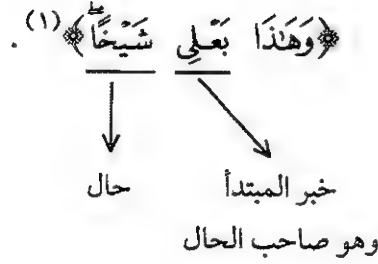 ﴿وَهَٰذَا بَعْلِي شَيْخًا ۖ﴾(١).
خبر المبتدأ حال
وهو صاحب الحال